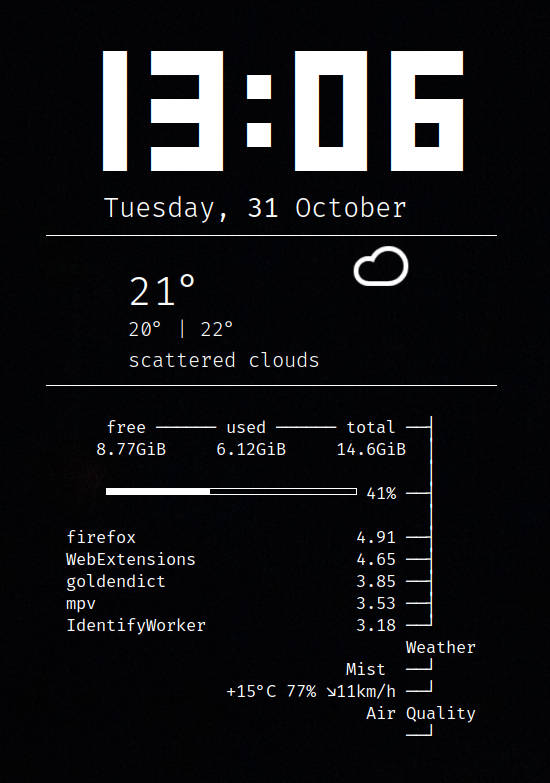 13:06
Tuesday, 31 October
21°
20° | 22°
scattered clouds
free ────── used ────── total ──┤
8.77GiB 6.12GiB 14.6GiB
41% ──┤
firefox 4.91 ──┤
WebExtensions 4.65 ──┤
goldendict 3.85 ──┤
mpv 3.53 ──┤
IdentifyWorker 3.18 ──┘
Weather
Mist ──┘
+15°C 77% ↘11km/h ──┘
Air Quality
──┘